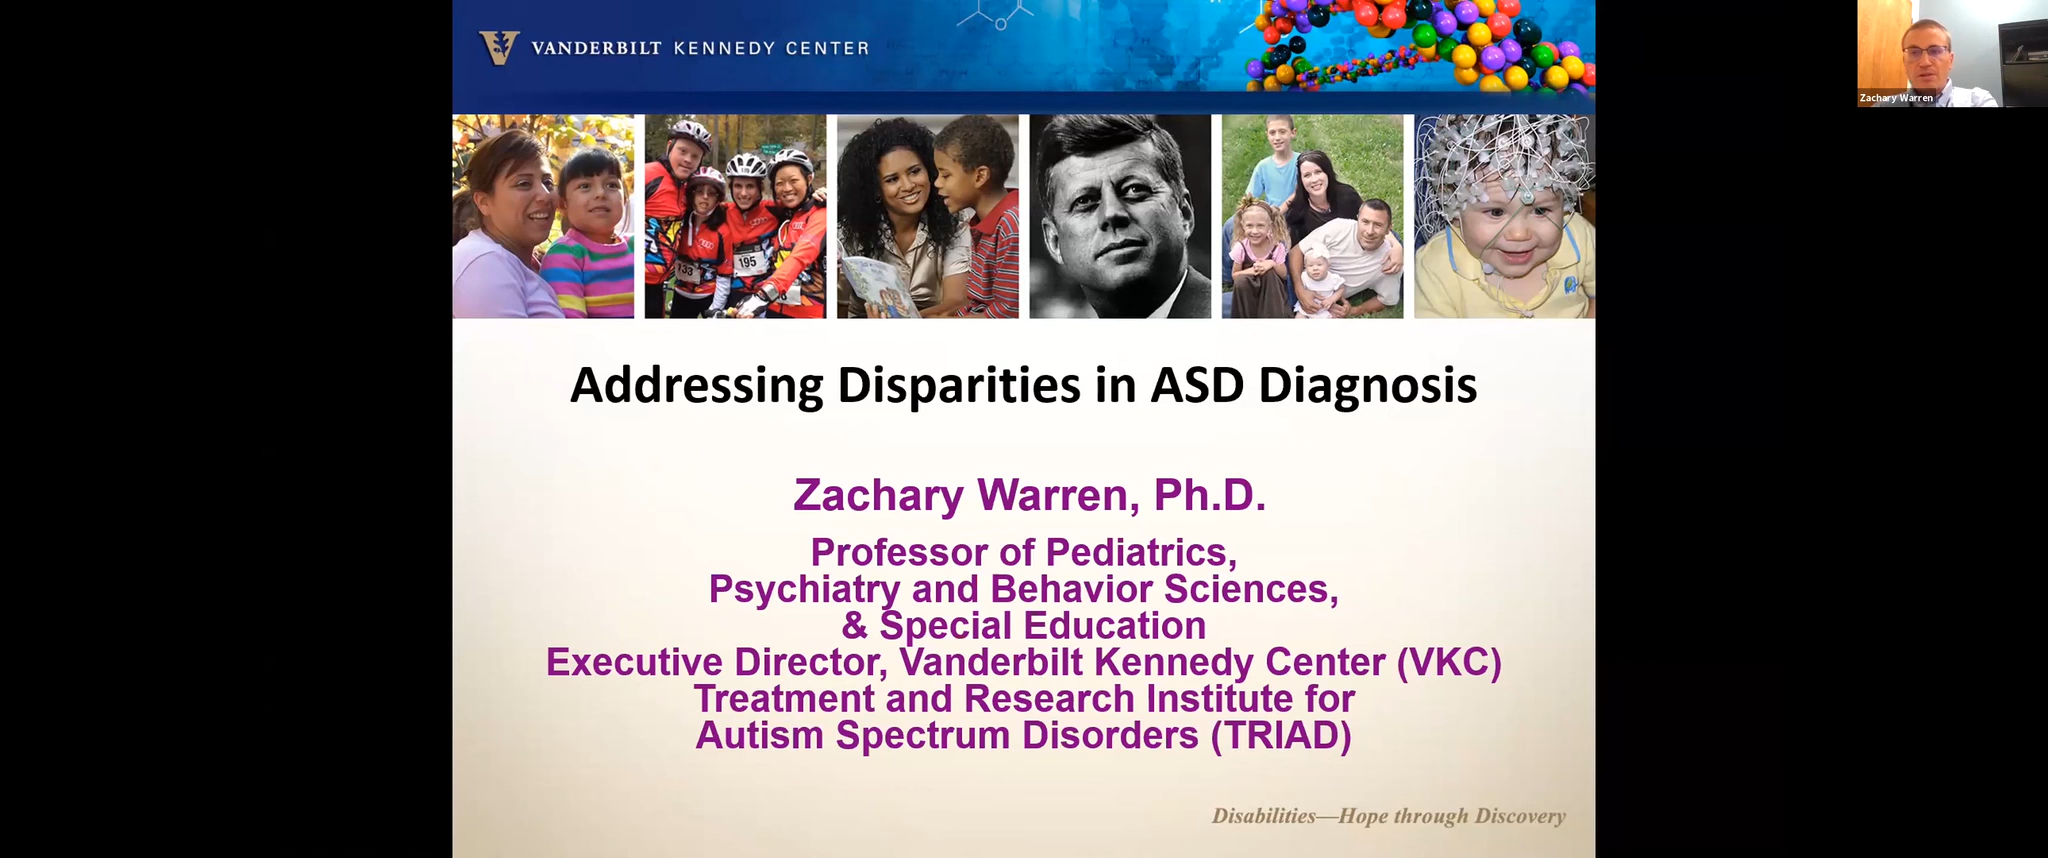 VANDERBILT KENNEDY CENTER
Zachary Warren
133
195
Addressing Disparities in ASD Diagnosis
Zachary Warren, Ph.D.
Professor of Pediatrics,
Psychiatry and Behavior Sciences,
& Special Education
Executive Director, Vanderbilt Kennedy Center (VKC)
Treatment and Research Institute for
Autism Spectrum Disorders (TRIAD)
Disabilities—Hope through Discovery